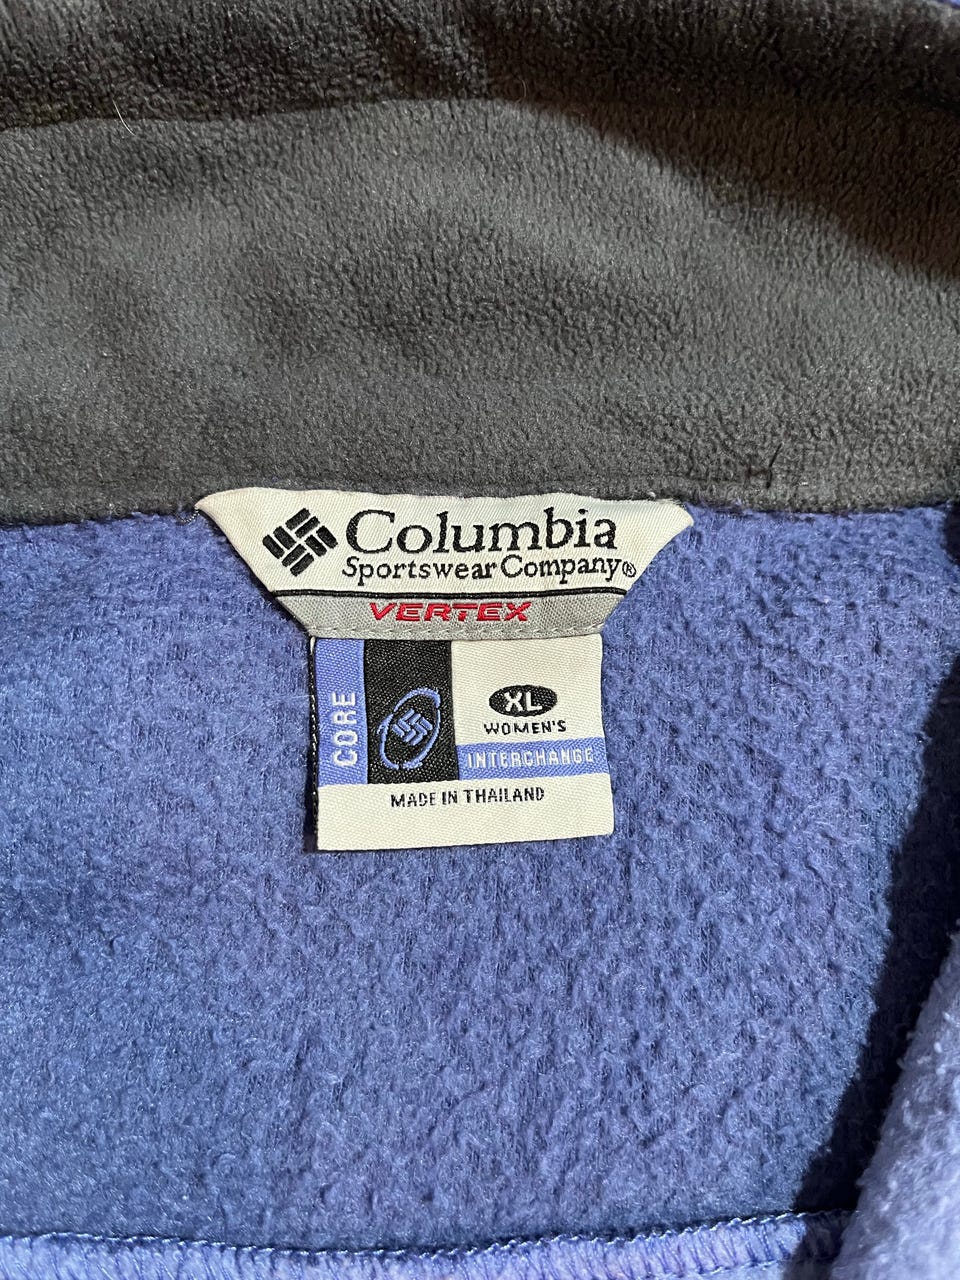 Columbia
Sportswear Company®
VERTEX
CORE
XL
WOMEN'S
INTERCHANGE
MADE IN THAILAND